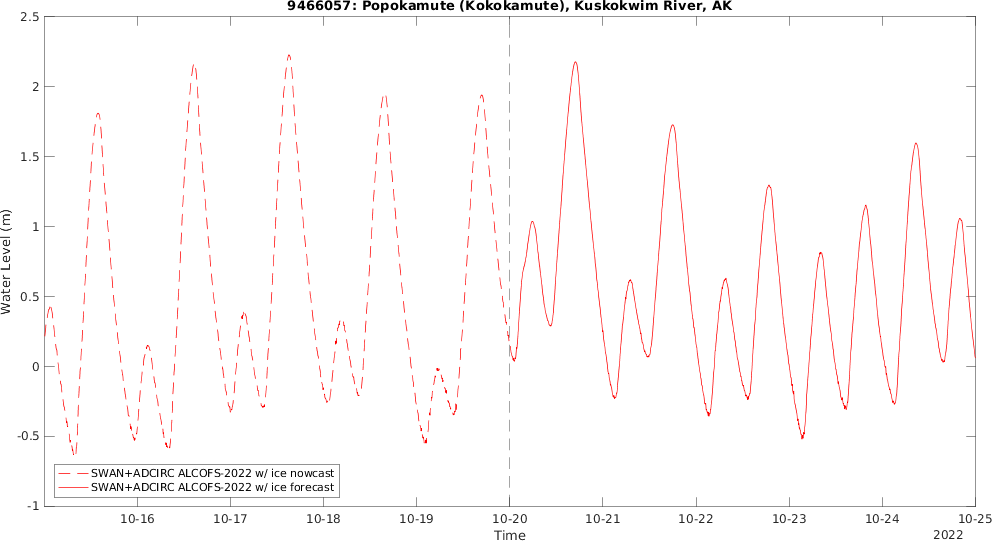 9466057: Popokamute (Kokokamute), Kuskokwim River, AK
2.5
2
1.5
1
0.5
0
-0.5
-1
Water Level (m)
SWAN+ADCIRC ALCOFS-2022 w/ ice nowcast
SWAN+ADCIRC ALCOFS-2022 w/ ice forecast
10-16 10-17 10-18 10-19 10-20 10-21 10-22 10-23 10-24 10-25
Time
2022